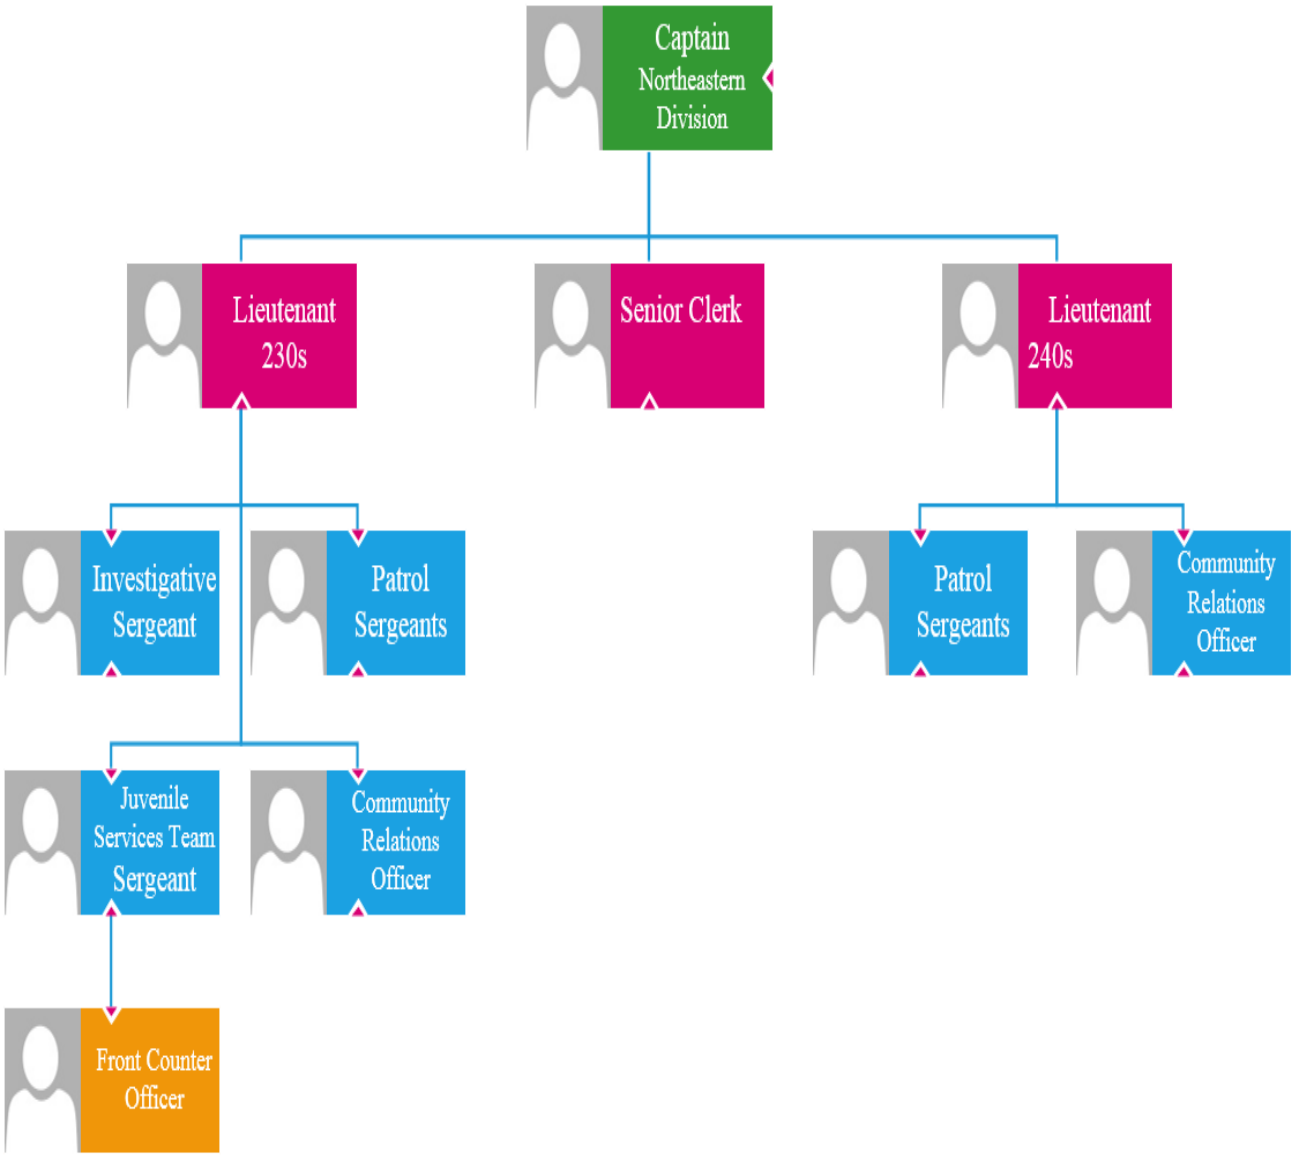 Captain
Northeastern
Division
Lieutenant
230s
Senior Clerk
Lieutenant
240s
Investigative
Sergeant
Patrol
Sergeants
Patrol
Sergeants
Community
Relations
Officer
Juvenile
Services Team
Sergeant
Community
Relations
Officer
Front Counter
Officer